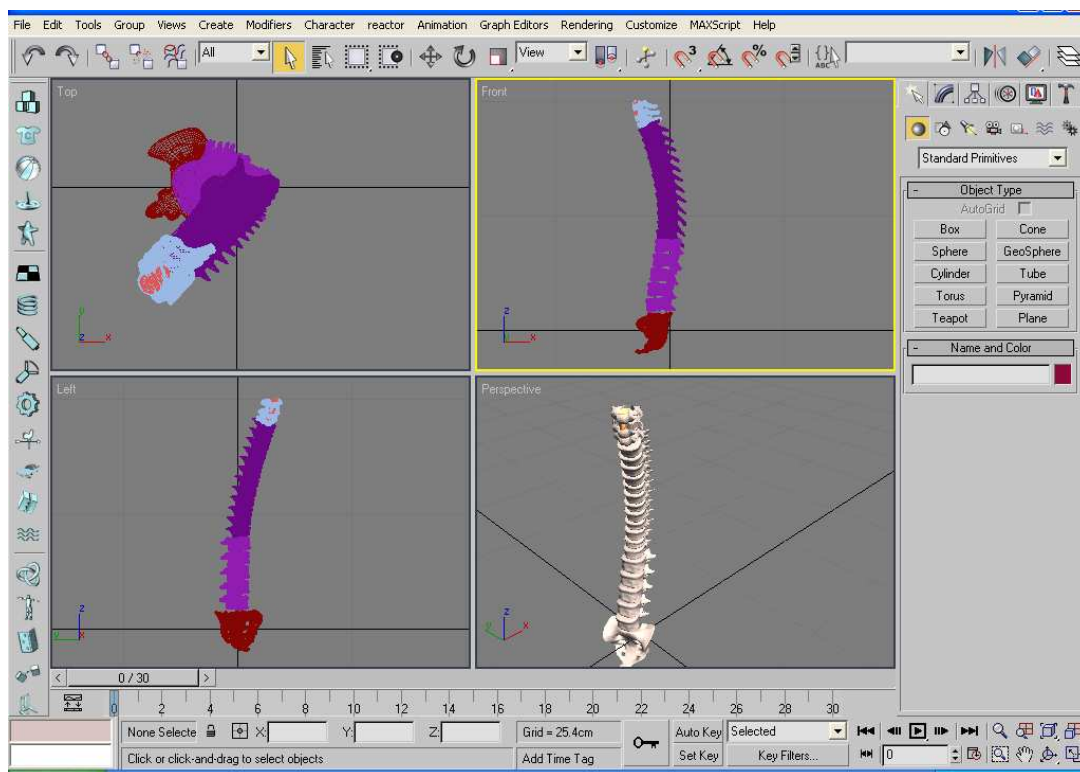 File Edit Tools Group Views Create Modifiers Character reactor Animation Graph Editors Rendering Customize MAXScript Help
All View
Top Front
Standard Primitives
- Object Type
AutoGrid
Box Cone
Sphere GeoSphere
Cylinder Tube
Torus Pyramid
Teapot Plane
- Name and Color
z x
z x
y
Left Perspective
z
y x
z
y x
< 0 / 30 >
0 2 4 6 8 10 12 14 16 18 20 22 24 26 28 30
None Selecte X: Y: Z: Grid = 25.4cm Auto Key Selected
Click or click-and-drag to select objects Add Time Tag Set Key Key Filters... 0